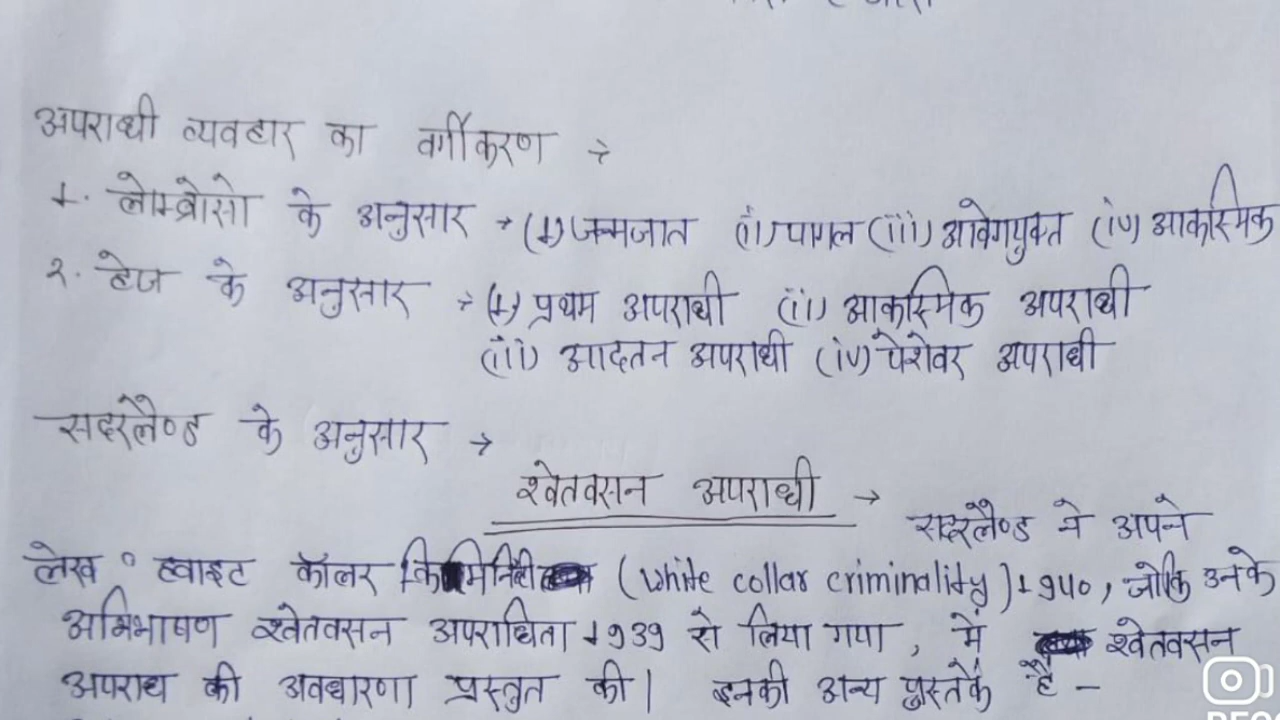 अपराधी व्यवहार का वर्गीकरण →
1. लोम्ब्रोसो के अनुसार → (i) जन्मजात (ii) पागल (iii) आवेगयुक्त (iv) आकस्मिक
2. हेज के अनुसार → (i) प्रथम अपराधी (ii) आकस्मिक अपराधी
(iii) आदतन अपराधी (iv) पेशेवर अपराधी
सदरलैण्ड के अनुसार →
श्वेतवसन अपराधी → सदरलैण्ड ने अपने
लेख ° ह्वाइट कॉलर (White collar criminality) 1940, जोकि उनके
अभिभाषण श्वेतवसन अपराधिता 1939 से लिया गया, में श्वेतवसन
अपराध की अवधारणा प्रस्तुत की। इनकी अन्य पुस्तकें हैं -